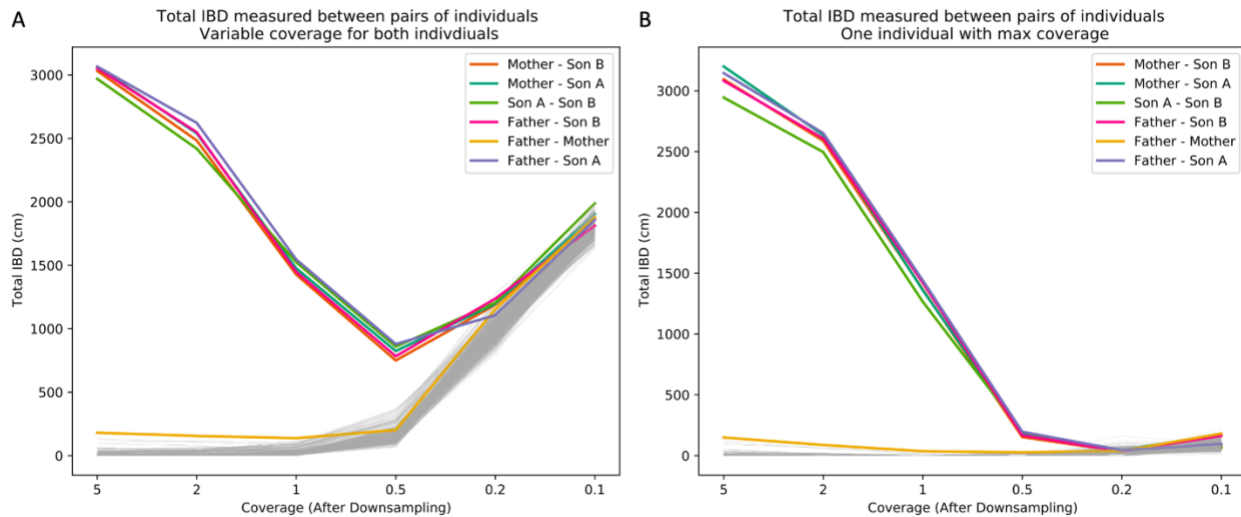 A
Total IBD measured between pairs of individuals
Variable coverage for both indivdiuals
Total IBD (cm)
3000
2500
2000
1500
1000
500
0
Mother - Son B
Mother - Son A
Son A - Son B
Father - Son B
Father - Mother
Father - Son A
5 2 1 0.5 0.2 0.1
Coverage (After Downsampling)
B
Total IBD measured between pairs of individuals
One individual with max coverage
Total IBD (cm)
3000
2500
2000
1500
1000
500
0
Mother - Son B
Mother - Son A
Son A - Son B
Father - Son B
Father - Mother
Father - Son A
5 2 1 0.5 0.2 0.1
Coverage (After Downsampling)